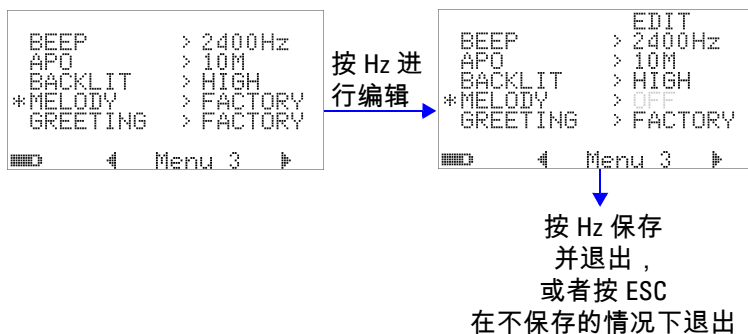 BEEP > 2400Hz
APO > 10M
BACKLIT > HIGH
*MELODY > FACTORY
GREETING > FACTORY
Menu 3
按 Hz 进
行编辑
EDIT
BEEP > 2400Hz
APO > 10M
BACKLIT > HIGH
*MELODY > OFF
GREETING > FACTORY
Menu 3
按 Hz 保存
并退出，
或者按 ESC
在不保存的情况下退出